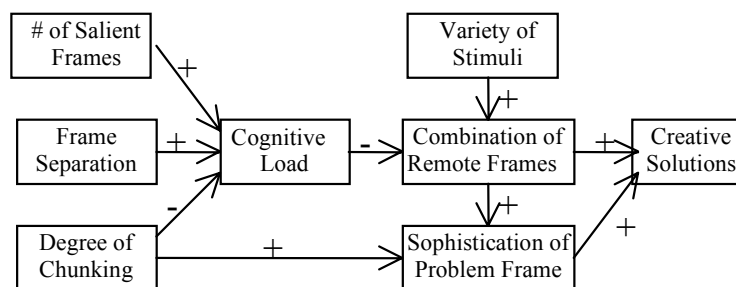 # of Salient
Frames
Variety of
Stimuli
+
+
Frame
Separation
+
Cognitive
Load
-
Combination of
Remote Frames
+
Creative
Solutions
-
+
+
Degree of
Chunking
+
Sophistication of
Problem Frame